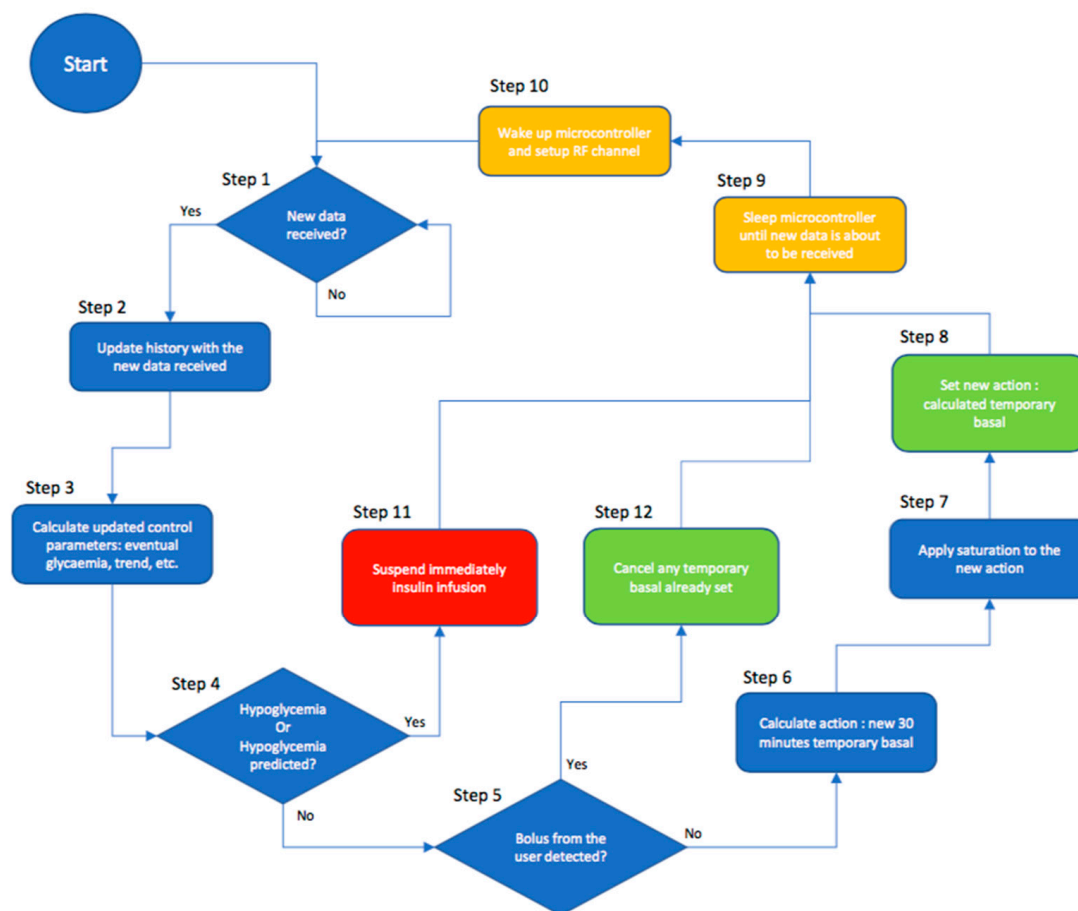 Start
Step 10
Wake up microcontroller
and setup RF channel
Step 1
New data
received?
Yes
No
Step 9
Sleep microcontroller
until new data is about
to be received
Step 2
Update history with the
new data received
Step 8
Set new action :
calculated temporary
basal
Step 3
Calculate updated control
parameters: eventual
glycaemia, trend, etc.
Step 11
Suspend immediately
insulin infusion
Step 12
Cancel any temporary
basal already set
Step 7
Apply saturation to the
new action
Step 4
Hypoglycemia
Or
Hypoglycemia
predicted?
Yes
No
Step 6
Calculate action : new 30
minutes temporary basal
Step 5
Bolus from the
user detected?
Yes
No